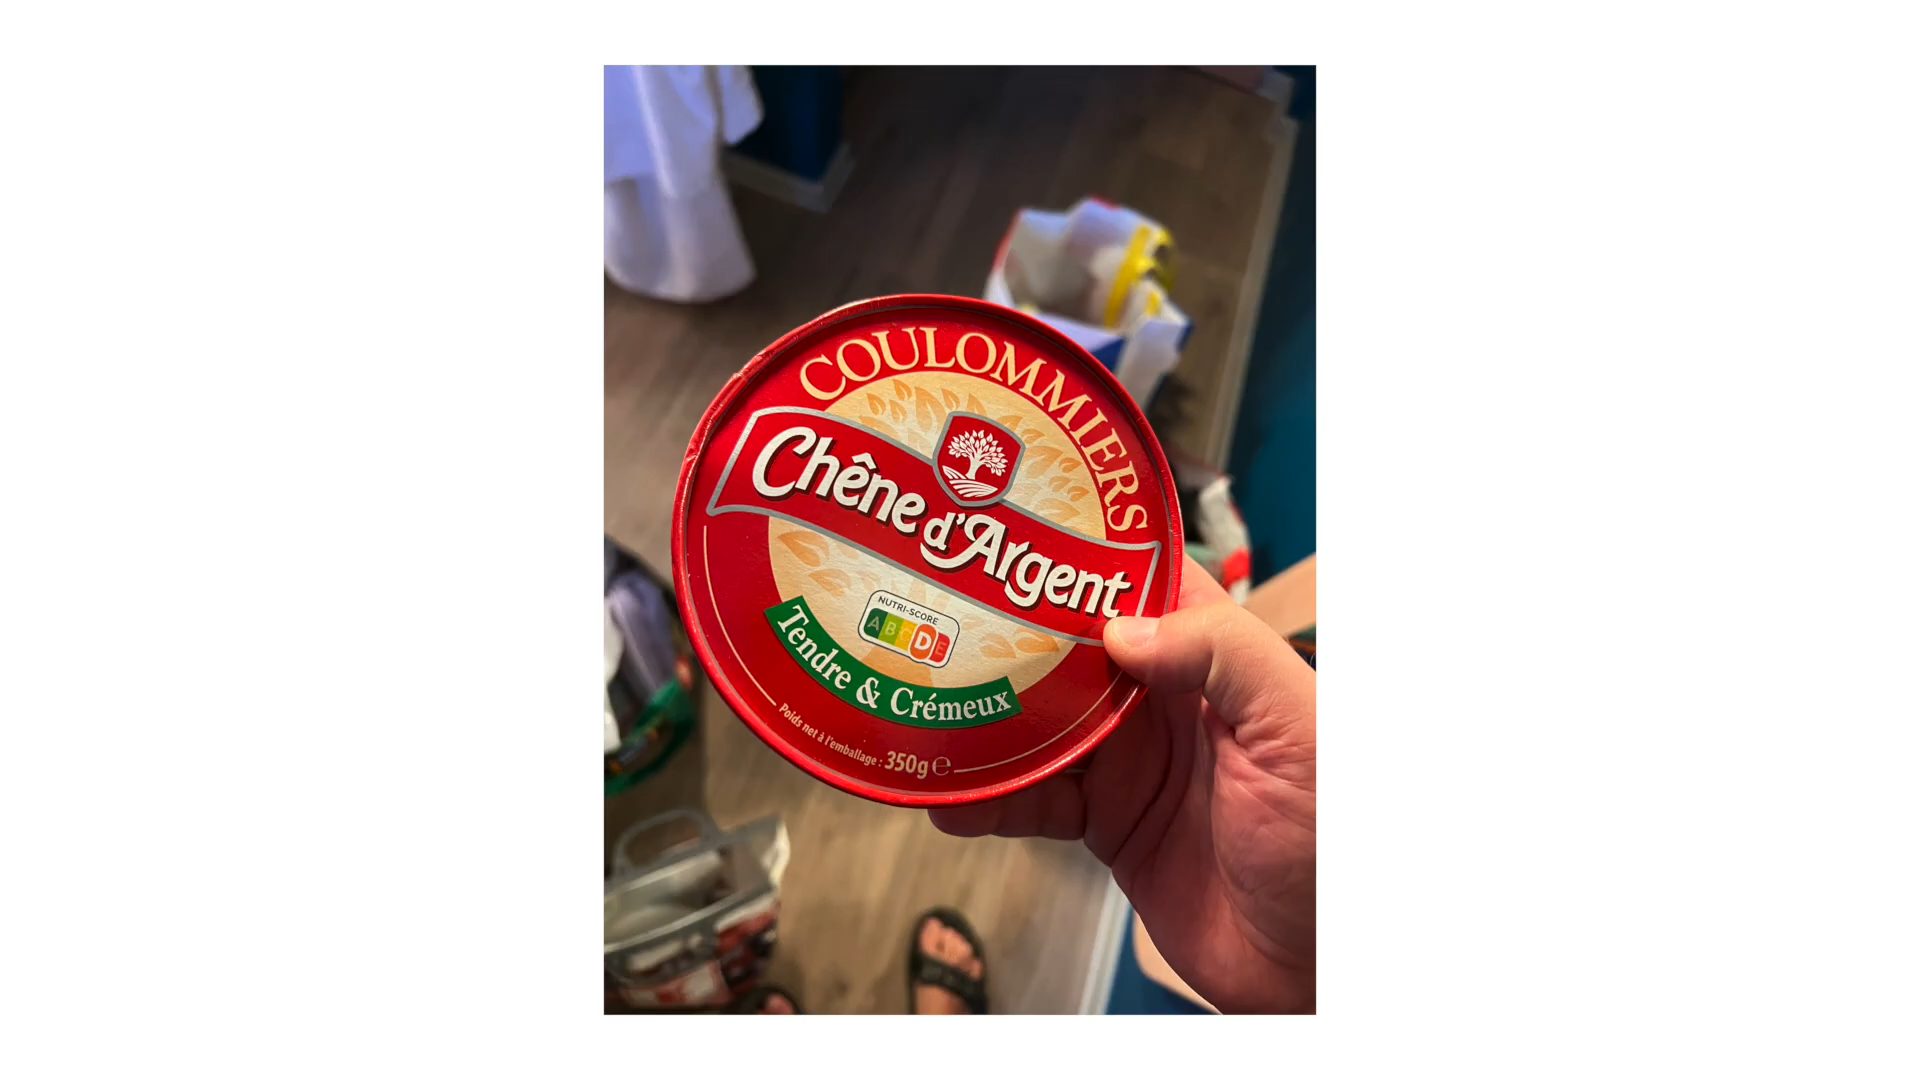 COULOMMIERS
Chêne d'Argent
NUTRI-SCORE
A B C D E
Tendre & Crémeux
Poids net à l'emballage : 350g ℮